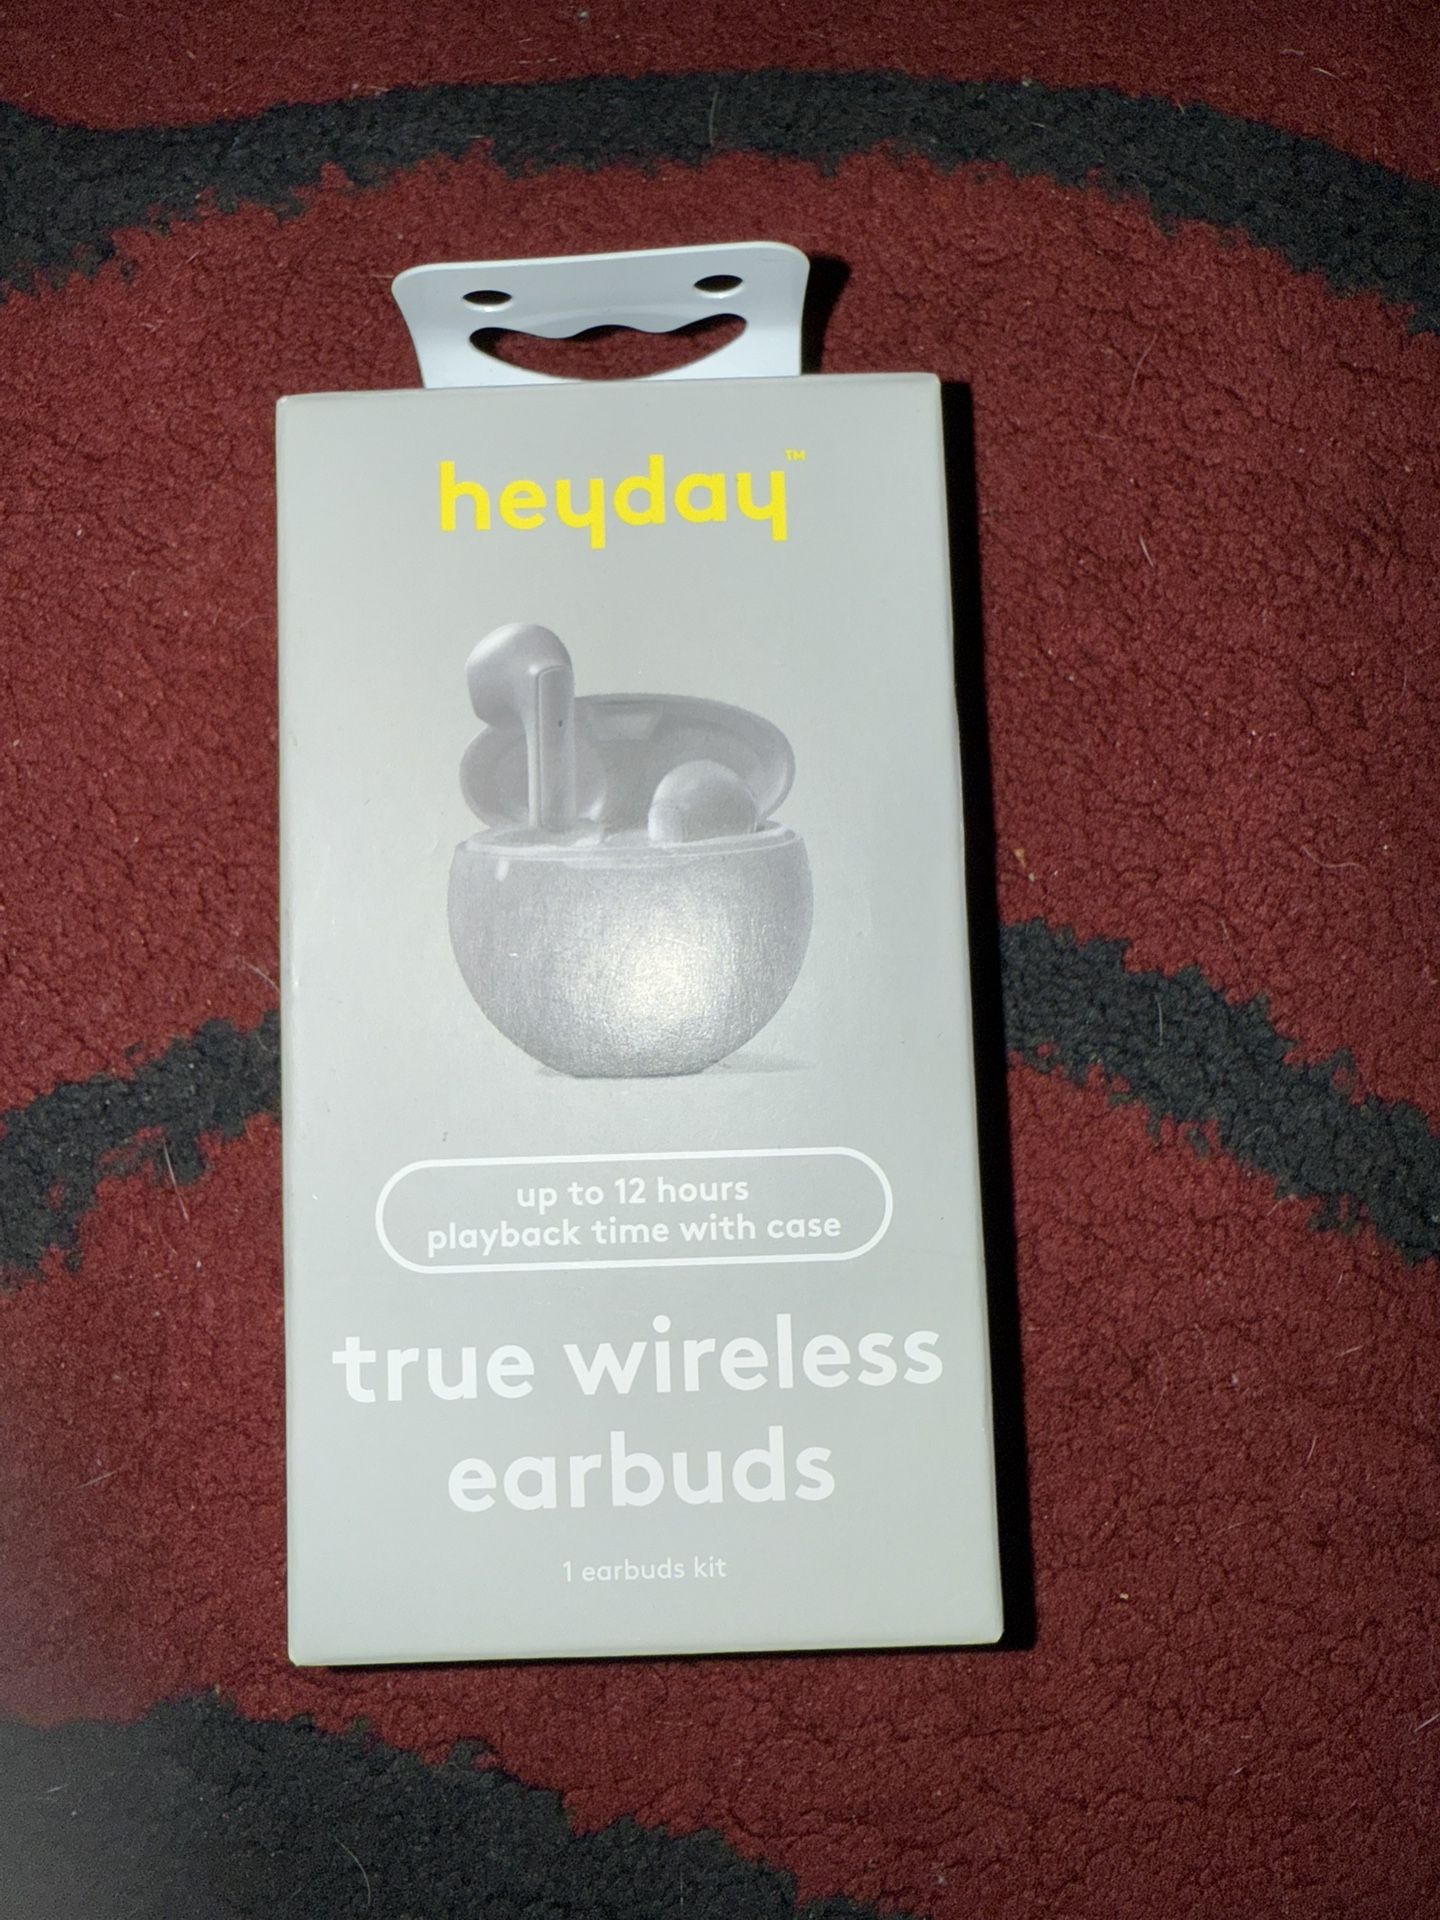 heyday™
up to 12 hours
playback time with case
true wireless
earbuds
1 earbuds kit